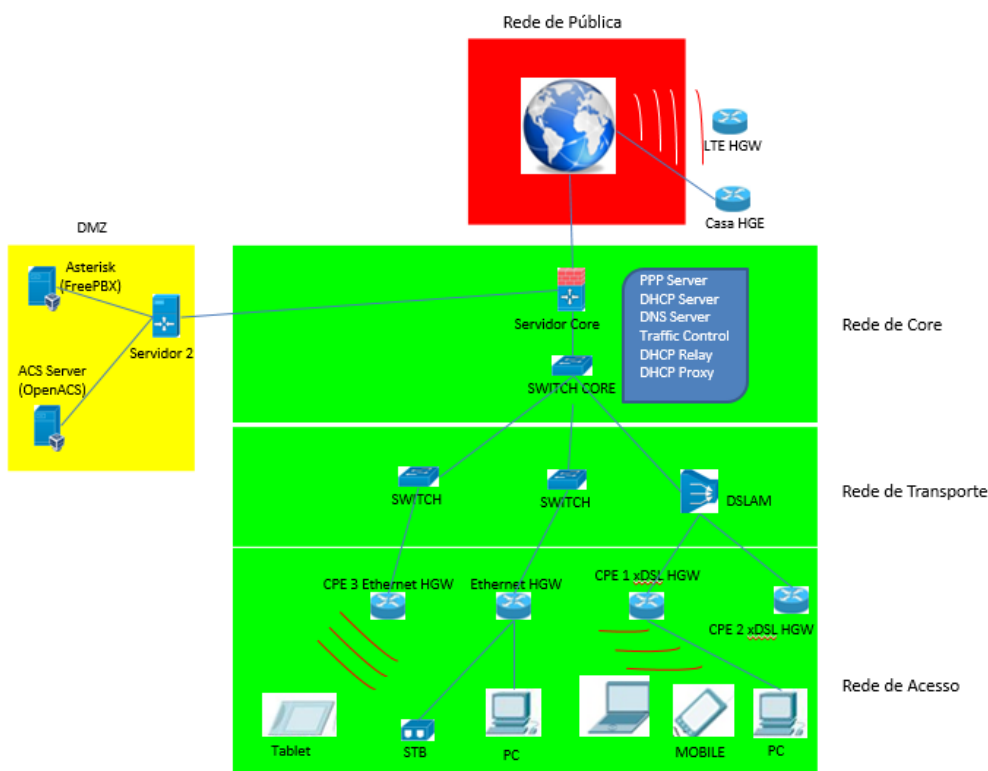 Rede de Pública
LTE HGW
Casa HGE
DMZ
Asterisk
(FreePBX)
Servidor 2
ACS Server
(OpenACS)
Servidor Core
PPP Server
DHCP Server
DNS Server
Traffic Control
DHCP Relay
DHCP Proxy
Rede de Core
SWITCH CORE
SWITCH
SWITCH
DSLAM
Rede de Transporte
CPE 3 Ethernet HGW
Ethernet HGW
CPE 1 xDSL HGW
CPE 2 xDSL HGW
Rede de Acesso
Tablet
STB
PC
MOBILE
PC